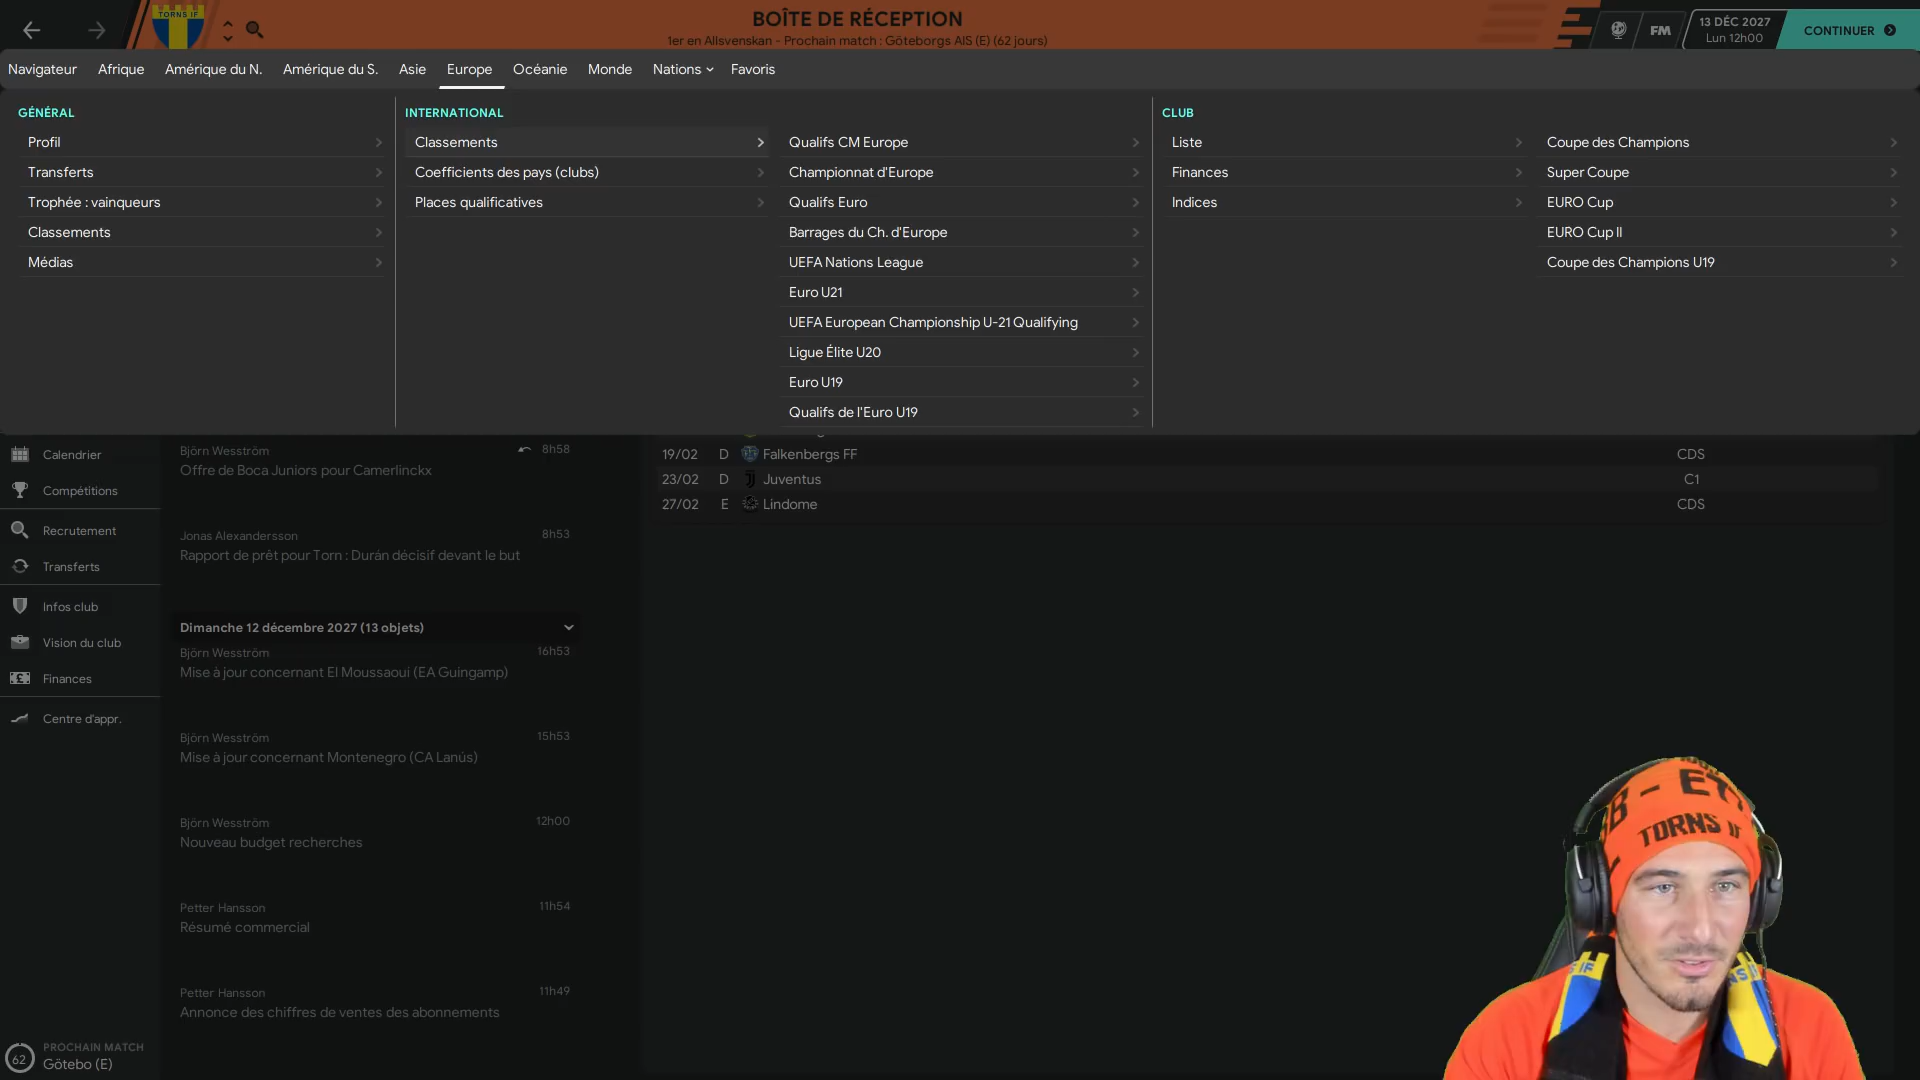 TORNS IF
BOÎTE DE RÉCEPTION
1er en Allsvenskan - Prochain match : Göteborgs AIS (E) (62 jours)
FM
13 DÉC 2027
Lun 12h00
CONTINUER
Navigateur
Afrique
Amérique du N.
Amérique du S.
Asie
Europe
Océanie
Monde
Nations
Favoris
GÉNÉRAL
Profil
Transferts
Trophée : vainqueurs
Classements
Médias
INTERNATIONAL
Classements
Coefficients des pays (clubs)
Places qualificatives
Qualifs CM Europe
Championnat d'Europe
Qualifs Euro
Barrages du Ch. d'Europe
UEFA Nations League
Euro U21
UEFA European Championship U-21 Qualifying
Ligue Élite U20
Euro U19
Qualifs de l'Euro U19
CLUB
Liste
Finances
Indices
Coupe des Champions
Super Coupe
EURO Cup
EURO Cup II
Coupe des Champions U19
Calendrier
Compétitions
Recrutement
Transferts
Infos club
Vision du club
Finances
Centre d'appr.
PROCHAIN MATCH
62
Götebo (E)
Björn Wesström
8h58
Offre de Boca Juniors pour Camerlinckx
Jonas Alexandersson
8h53
Rapport de prêt pour Torn : Durán décisif devant le but
Dimanche 12 décembre 2027 (13 objets)
Björn Wesström
16h53
Mise à jour concernant El Moussaoui (EA Guingamp)
Björn Wesström
15h53
Mise à jour concernant Montenegro (CA Lanús)
Björn Wesström
12h00
Nouveau budget recherches
Petter Hansson
11h54
Résumé commercial
Petter Hansson
11h49
Annonce des chiffres de ventes des abonnements
19/02 D Falkenbergs FF CDS
23/02 D Juventus C1
27/02 E Lindome CDS
TORNS IF